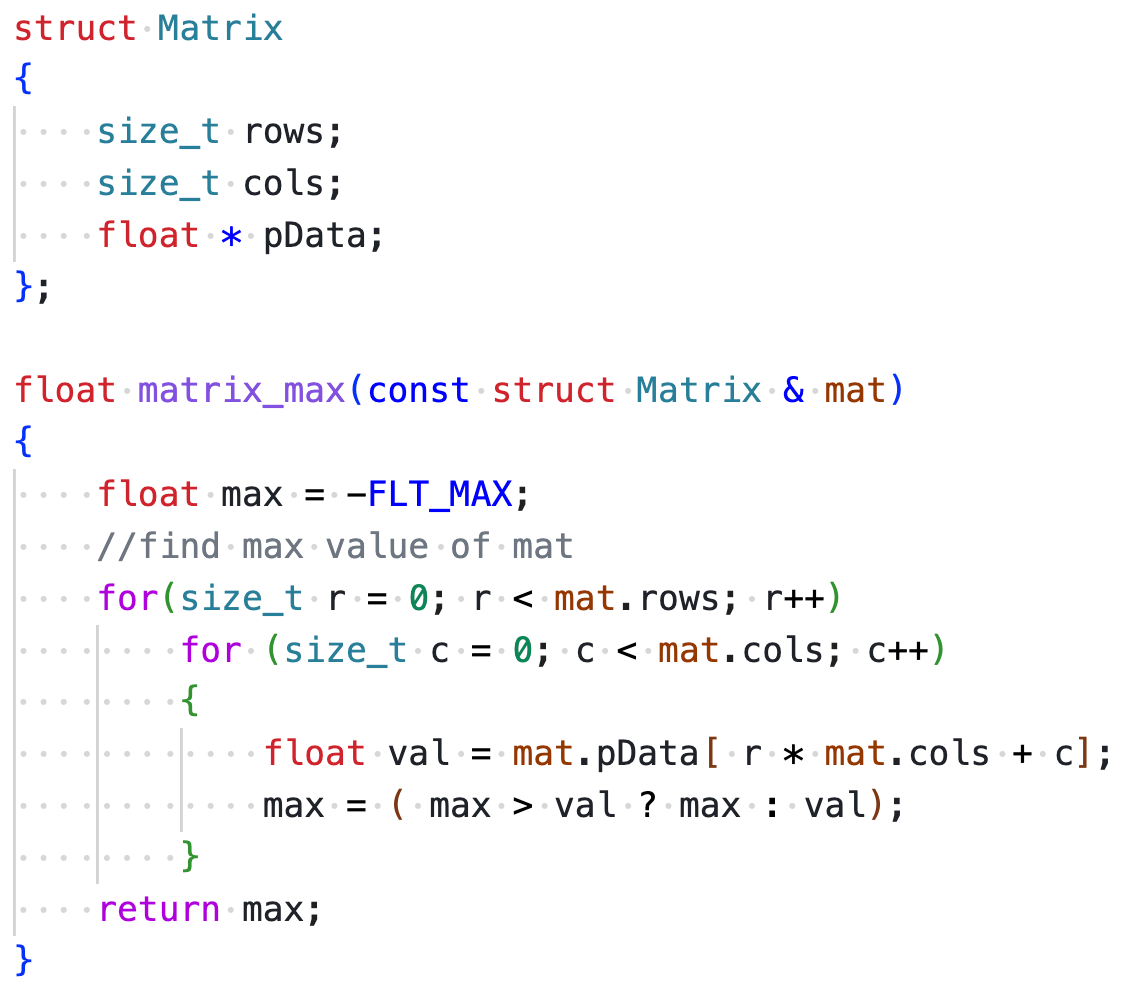 struct Matrix
{
    size_t rows;
    size_t cols;
    float * pData;
};

float matrix_max(const struct Matrix & mat)
{
    float max = -FLT_MAX;
    //find max value of mat
    for(size_t r = 0; r < mat.rows; r++)
        for (size_t c = 0; c < mat.cols; c++)
        {
            float val = mat.pData[ r * mat.cols + c];
            max = ( max > val ? max : val);
        }
    return max;
}